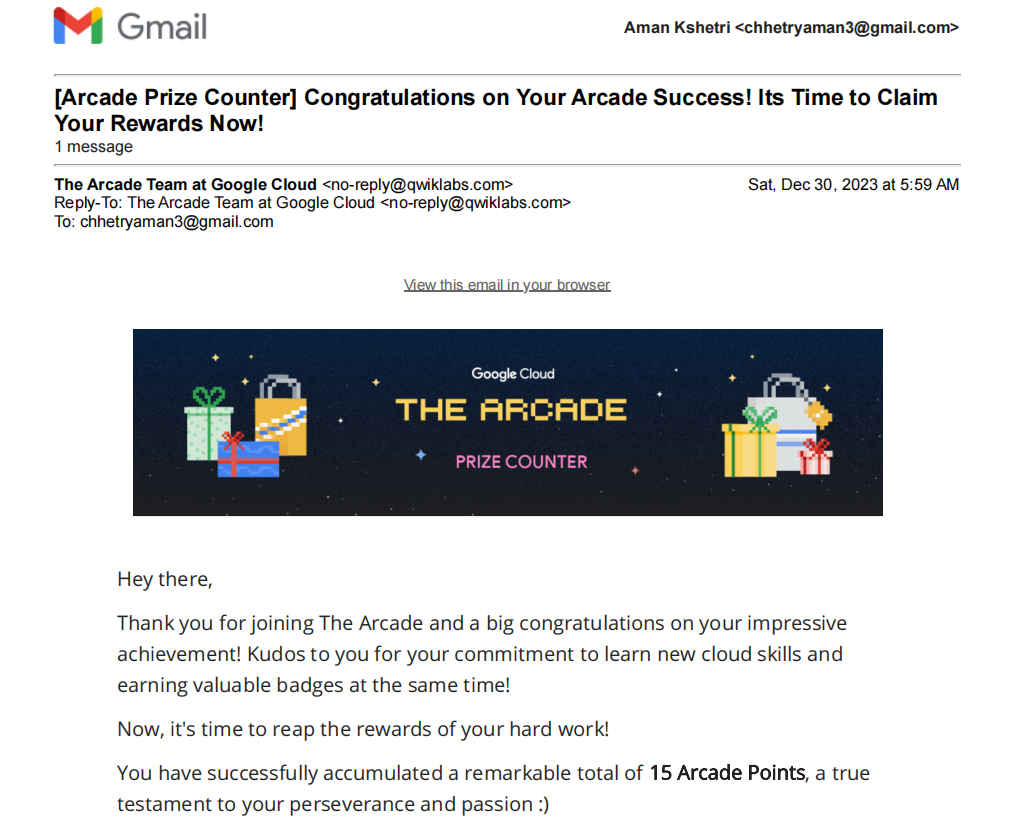 Gmail
Aman Kshetri <chhetryaman3@gmail.com>
[Arcade Prize Counter] Congratulations on Your Arcade Success! Its Time to Claim
Your Rewards Now!
1 message
The Arcade Team at Google Cloud <no-reply@qwiklabs.com>
Sat, Dec 30, 2023 at 5:59 AM
Reply-To: The Arcade Team at Google Cloud <no-reply@qwiklabs.com>
To: chhetryaman3@gmail.com
View this email in your browser
Google Cloud
THE ARCADE
PRIZE COUNTER
Hey there,
Thank you for joining The Arcade and a big congratulations on your impressive
achievement! Kudos to you for your commitment to learn new cloud skills and
earning valuable badges at the same time!
Now, it's time to reap the rewards of your hard work!
You have successfully accumulated a remarkable total of 15 Arcade Points, a true
testament to your perseverance and passion :)